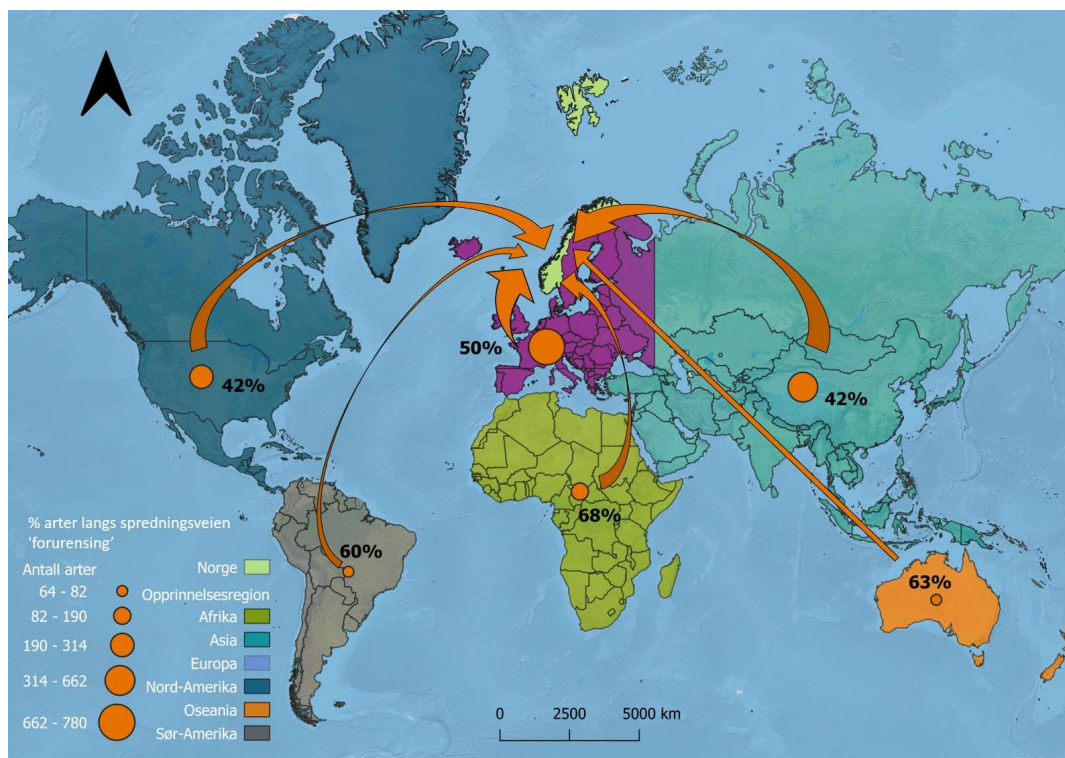 50%
42%
42%
68%
60%
63%
% arter langs spredningsveien
'forurensing’
Antall arter
64 - 82
82 - 190
190 - 314
314 - 662
662 - 780
Norge
Opprinnelsesregion
Afrika
Asia
Europa
Nord-Amerika
Oseania
Sør-Amerika
0 2500 5000 km